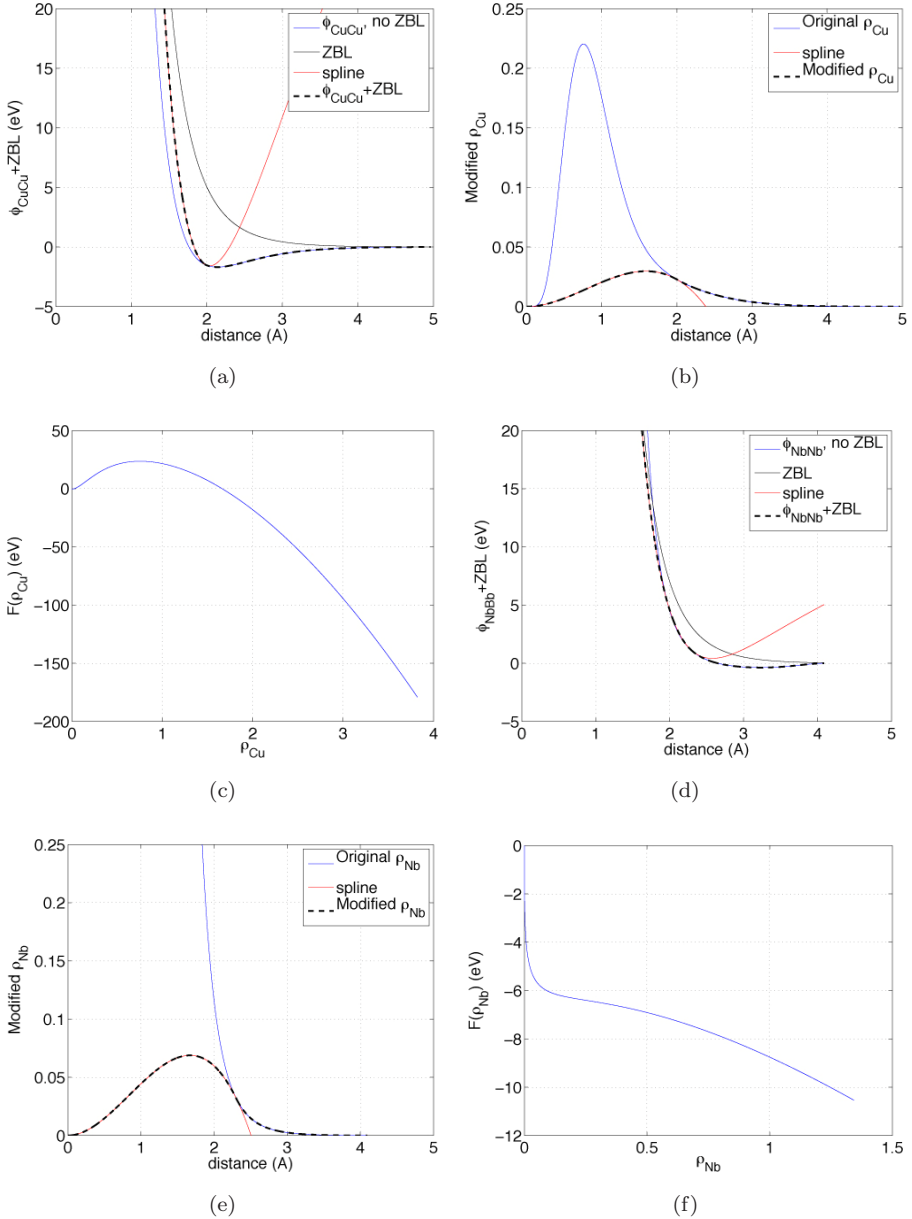 20
15
10
5
0
−5
0 1 2 3 4 5
distance (A)
ϕCuCu+ZBL (eV)
ϕCuCu, no ZBL
ZBL
spline
ϕCuCu+ZBL
(a)
0.25
0.2
0.15
0.1
0.05
0
0 1 2 3 4 5
distance (A)
Modified ρCu
Original ρCu
spline
Modified ρCu
(b)
50
0
−50
−100
−150
−200
0 1 2 3 4
ρCu
F(ρCu) (eV)
(c)
20
15
10
5
0
−5
0 1 2 3 4 5
distance (A)
ϕNbBb+ZBL (eV)
ϕNbNb, no ZBL
ZBL
spline
ϕNbNb+ZBL
(d)
0.25
0.2
0.15
0.1
0.05
0
0 1 2 3 4 5
distance (A)
Modified ρNb
Original ρNb
spline
Modified ρNb
(e)
0
−2
−4
−6
−8
−10
−12
0 0.5 1 1.5
ρNb
F(ρNb) (eV)
(f)